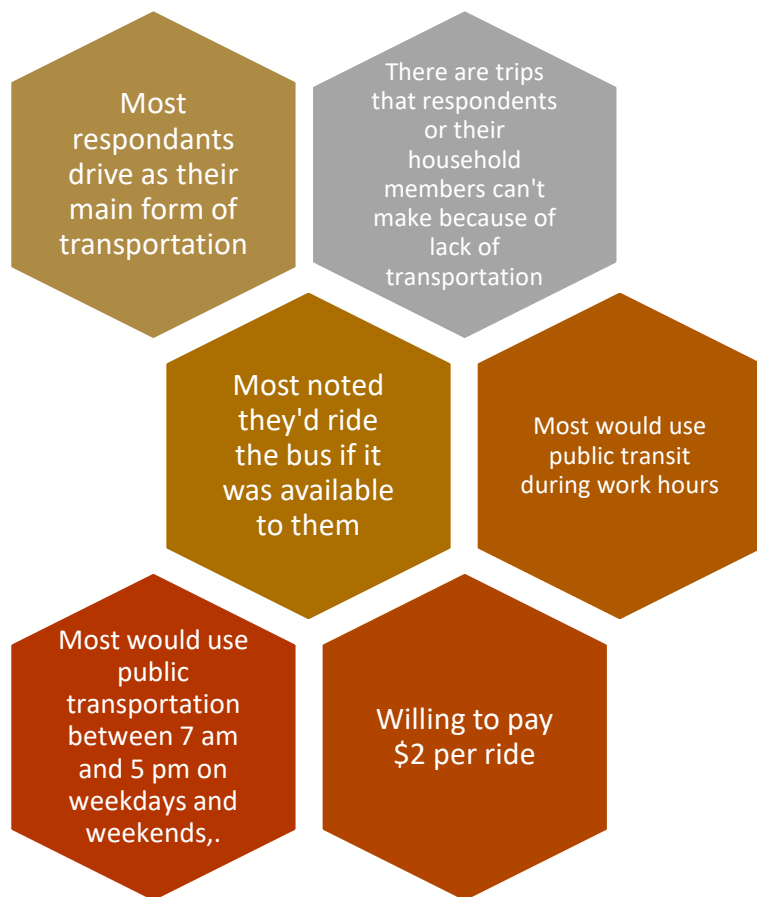 Most
respondants
drive as their
main form of
transportation
There are trips
that respondents
or their
household
members can't
make because of
lack of
transportation
Most noted
they'd ride
the bus if it
was available
to them
Most would use
public transit
during work hours
Most would use
public
transportation
between 7 am
and 5 pm on
weekdays and
weekends,.
Willing to pay
$2 per ride